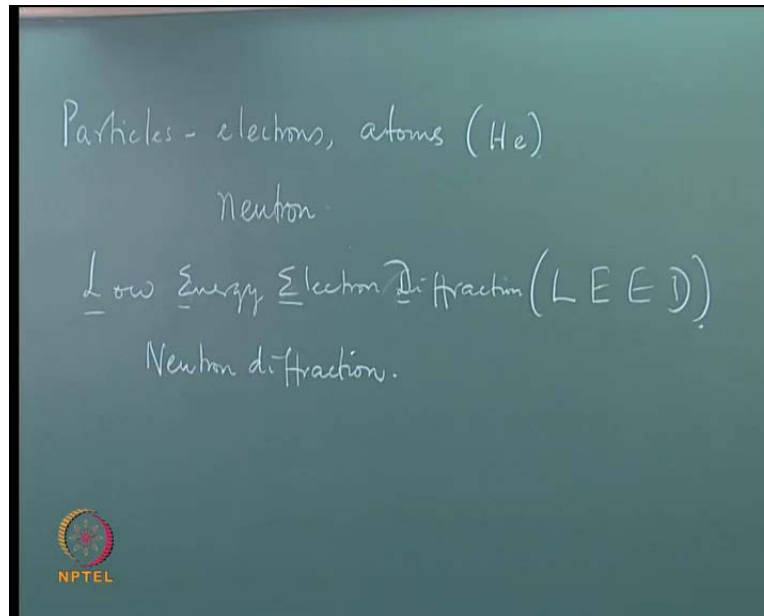 Particles - electrons, atoms (He)
neutron.
Low Energy Electron Diffraction (LEED).
Neutron diffraction.
NPTEL